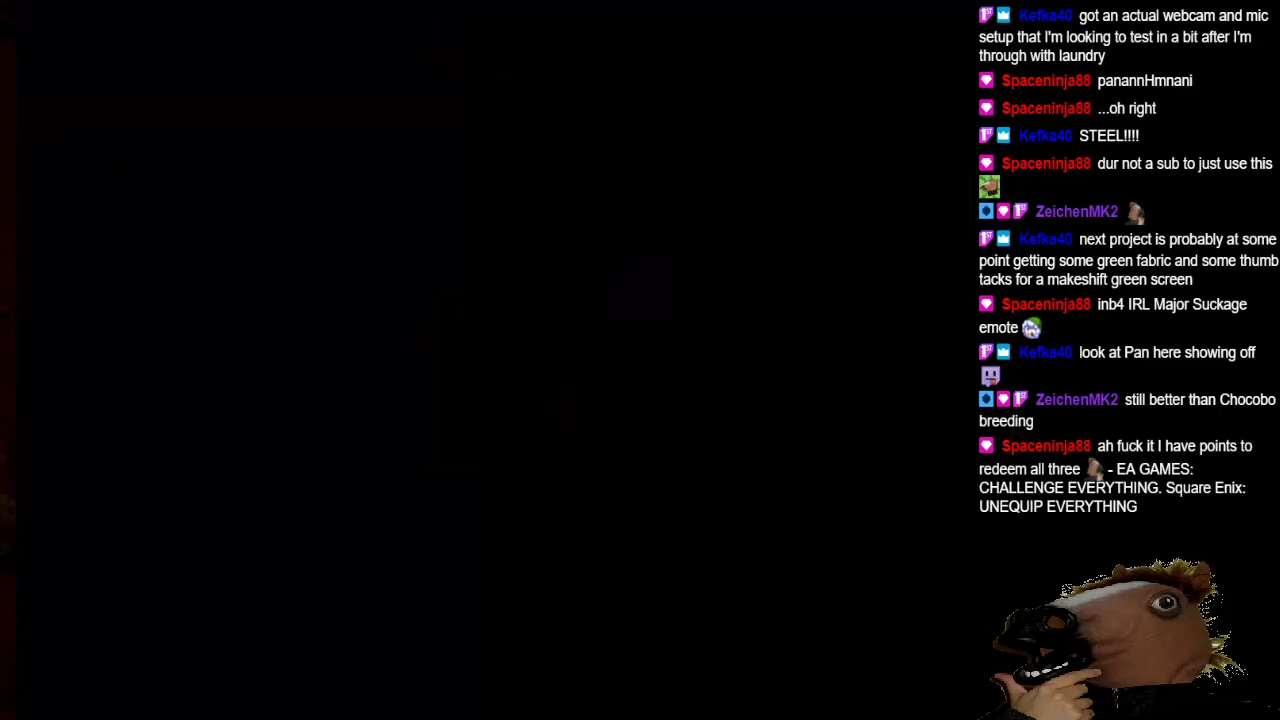 Kefka40 got an actual webcam and mic
setup that I'm looking to test in a bit after I'm
through with laundry
Spaceninja88 panannHmnani
Spaceninja88 ...oh right
Kefka40 STEEL!!!!
Spaceninja88 dur not a sub to just use this
ZeichenMK2
Kefka40 next project is probably at some
point getting some green fabric and some thumb
tacks for a makeshift green screen
Spaceninja88 inb4 IRL Major Suckage
emote
Kefka40 look at Pan here showing off
ZeichenMK2 still better than Chocobo
breeding
Spaceninja88 ah fuck it I have points to
redeem all three - EA GAMES:
CHALLENGE EVERYTHING. Square Enix:
UNEQUIP EVERYTHING